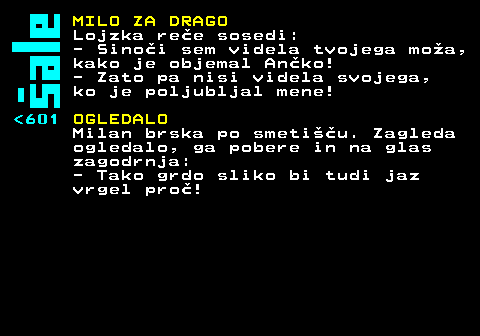 šale
<601
MILO ZA DRAGO
Lojzka reče sosedi:
- Sinoči sem videla tvojega moža,
kako je objemal Ančko!
- Zato pa nisi videla svojega,
ko je poljubljal mene!
OGLEDALO
Milan brska po smetišču. Zagleda
ogledalo, ga pobere in na glas
zagodrnja:
- Tako grdo sliko bi tudi jaz
vrgel proč!